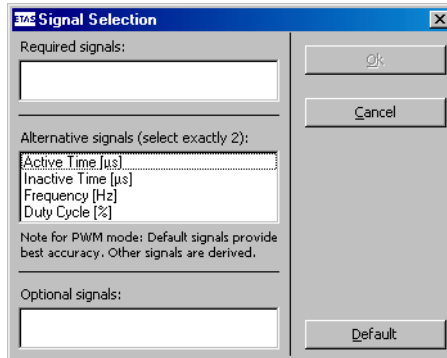 ETAS Signal Selection
Required signals:
Ok
Cancel
Alternative signals (select exactly 2):
Active Time [µs]
Inactive Time [µs]
Frequency [Hz]
Duty Cycle [%]
Note for PWM mode: Default signals provide
best accuracy. Other signals are derived.
Optional signals:
Default